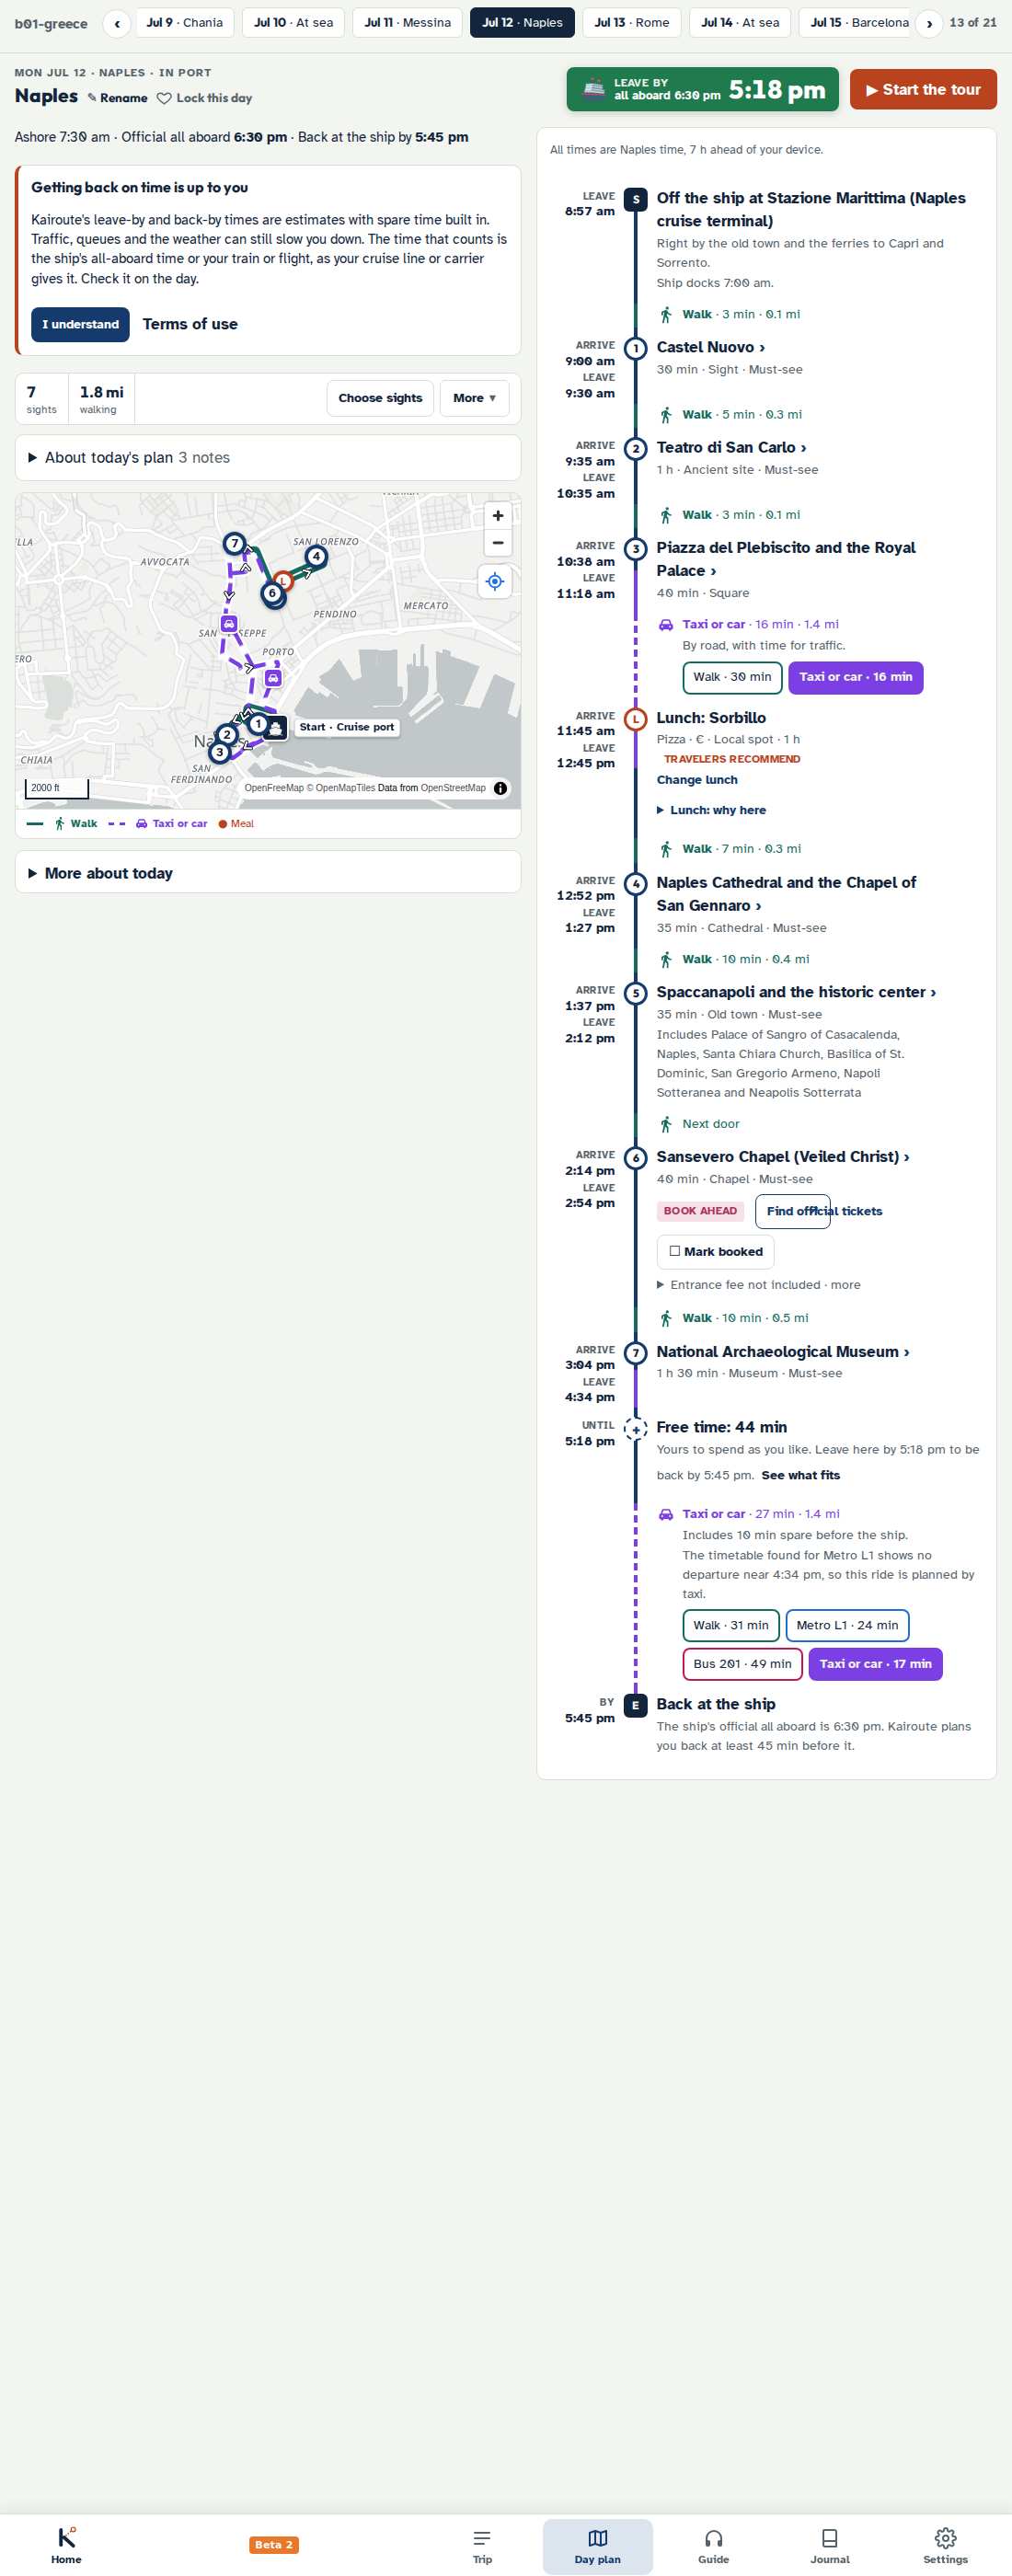 b01-greece
‹
Jul 9 · Chania
Jul 10 · At sea
Jul 11 · Messina
Jul 12 · Naples
Jul 13 · Rome
Jul 14 · At sea
Jul 15 · Barcelona
›
13 of 21
MON JUL 12 · NAPLES · IN PORT
Naples ✎ Rename Lock this day
LEAVE BY
all aboard 6:30 pm 5:18 pm
▶ Start the tour
Ashore 7:30 am · Official all aboard 6:30 pm · Back at the ship by 5:45 pm
Getting back on time is up to you
Kairoute's leave-by and back-by times are estimates with spare time built in.
Traffic, queues and the weather can still slow you down. The time that counts is
the ship's all-aboard time or your train or flight, as your cruise line or carrier
gives it. Check it on the day.
I understand Terms of use
7
sights
1.8 mi
walking
Choose sights
More ▼
▶ About today's plan 3 notes
AVVOCATA
SAN LORENZO
PENDINO
MERCATO
PORTO
CHIAIA
SAN
FERDINANDO
7
4
L
6
1
2
3
Start · Cruise port
+
−
2000 ft
OpenFreeMap © OpenMapTiles Data from OpenStreetMap
Walk Taxi or car Meal
▶ More about today
All times are Naples time, 7 h ahead of your device.
LEAVE
8:57 am
S
Off the ship at Stazione Marittima (Naples
cruise terminal)
Right by the old town and the ferries to Capri and
Sorrento.
Ship docks 7:00 am.
Walk · 3 min · 0.1 mi
ARRIVE
9:00 am
LEAVE
9:30 am
1
Castel Nuovo ›
30 min · Sight · Must-see
Walk · 5 min · 0.3 mi
ARRIVE
9:35 am
LEAVE
10:35 am
2
Teatro di San Carlo ›
1 h · Ancient site · Must-see
Walk · 3 min · 0.1 mi
ARRIVE
10:38 am
LEAVE
11:18 am
3
Piazza del Plebiscito and the Royal
Palace ›
40 min · Square
Taxi or car · 16 min · 1.4 mi
By road, with time for traffic.
Walk · 30 min
Taxi or car · 16 min
ARRIVE
11:45 am
LEAVE
12:45 pm
L
Lunch: Sorbillo
Pizza · € · Local spot · 1 h
TRAVELERS RECOMMEND
Change lunch
▶ Lunch: why here
Walk · 7 min · 0.3 mi
ARRIVE
12:52 pm
LEAVE
1:27 pm
4
Naples Cathedral and the Chapel of
San Gennaro ›
35 min · Cathedral · Must-see
Walk · 10 min · 0.4 mi
ARRIVE
1:37 pm
LEAVE
2:12 pm
5
Spaccanapoli and the historic center ›
35 min · Old town · Must-see
Includes Palace of Sangro of Casacalenda,
Naples, Santa Chiara Church, Basilica of St.
Dominic, San Gregorio Armeno, Napoli
Sotteranea and Neapolis Sotterrata
Next door
ARRIVE
2:14 pm
LEAVE
2:54 pm
6
Sansevero Chapel (Veiled Christ) ›
40 min · Chapel · Must-see
BOOK AHEAD
Find official tickets
☐ Mark booked
▶ Entrance fee not included · more
Walk · 10 min · 0.5 mi
ARRIVE
3:04 pm
LEAVE
4:34 pm
7
National Archaeological Museum ›
1 h 30 min · Museum · Must-see
UNTIL
5:18 pm
+
Free time: 44 min
Yours to spend as you like. Leave here by 5:18 pm to be
back by 5:45 pm. See what fits
Taxi or car · 27 min · 1.4 mi
Includes 10 min spare before the ship.
The timetable found for Metro L1 shows no
departure near 4:34 pm, so this ride is planned by
taxi.
Walk · 31 min
Metro L1 · 24 min
Bus 201 · 49 min
Taxi or car · 17 min
BY
5:45 pm
E
Back at the ship
The ship's official all aboard is 6:30 pm. Kairoute plans
you back at least 45 min before it.
Home
Beta 2
Trip
Day plan
Guide
Journal
Settings